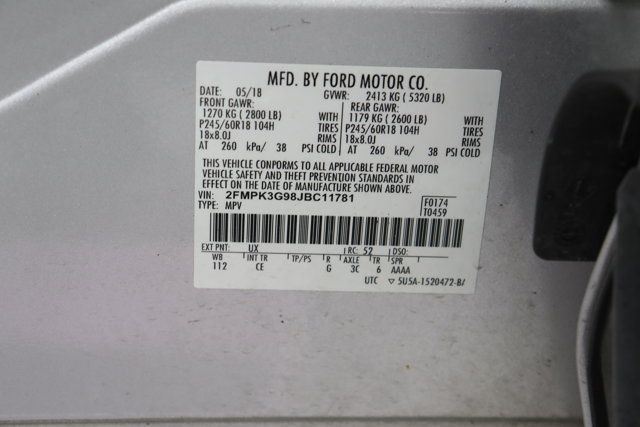 MFD. BY FORD MOTOR CO.
DATE: 05/18 GVWR: 2413 KG ( 5320 LB)
FRONT GAWR: REAR GAWR:
1270 KG ( 2800 LB) WITH 1179 KG ( 2600 LB) WITH
P245/60R18 104H TIRES P245/60R18 104H TIRES
18x8.0J RIMS 18x8.0J RIMS
AT 260 kPa/ 38 PSI COLD AT 260 kPa/ 38 PSI COLD
THIS VEHICLE CONFORMS TO ALL APPLICABLE FEDERAL MOTOR
VEHICLE SAFETY AND THEFT PREVENTION STANDARDS IN
EFFECT ON THE DATE OF MANUFACTURE SHOWN ABOVE.
VIN: 2FMPK3G98JBC11781 F0174
TYPE: MPV T0459
EXT PNT: UX RC: 52 DSO:
WB INT TR TP/PS R AXLE TR SPR
112 CE G 3C 6 AAAA
UTC ▽ 5U5A-1520472-BA